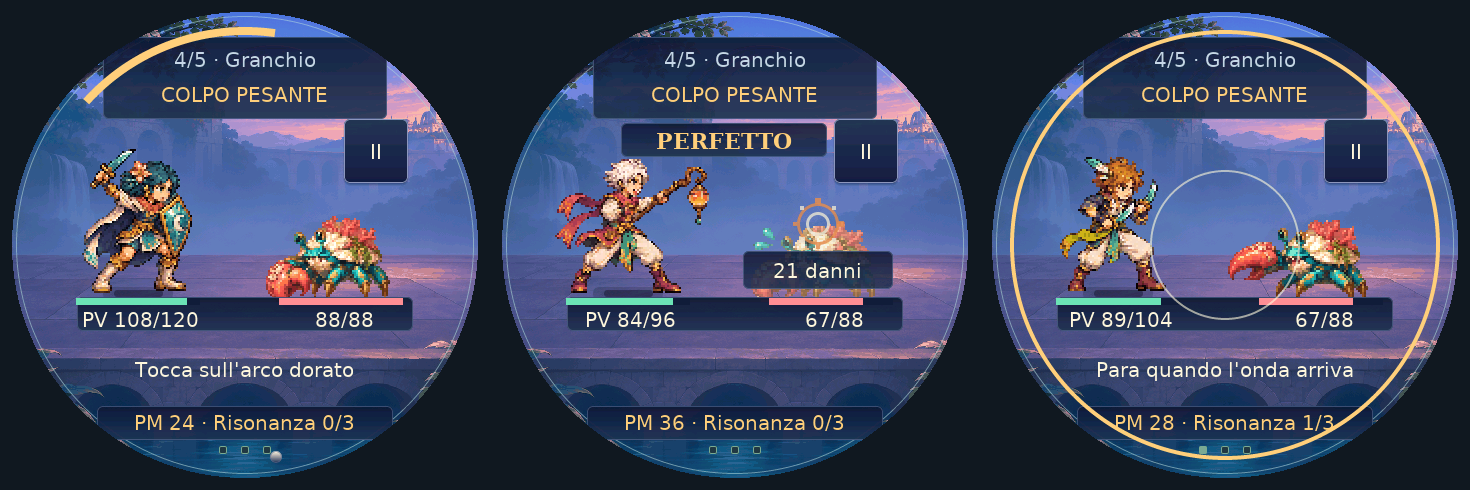 4/5 · Granchio
COLPO PESANTE
II
PV 108/120
88/88
Tocca sull'arco dorato
PM 24 · Risonanza 0/3
4/5 · Granchio
COLPO PESANTE
PERFETTO
II
21 danni
PV 84/96
67/88
PM 36 · Risonanza 0/3
4/5 · Granchio
COLPO PESANTE
II
PV 89/104
67/88
Para quando l'onda arriva
PM 28 · Risonanza 1/3